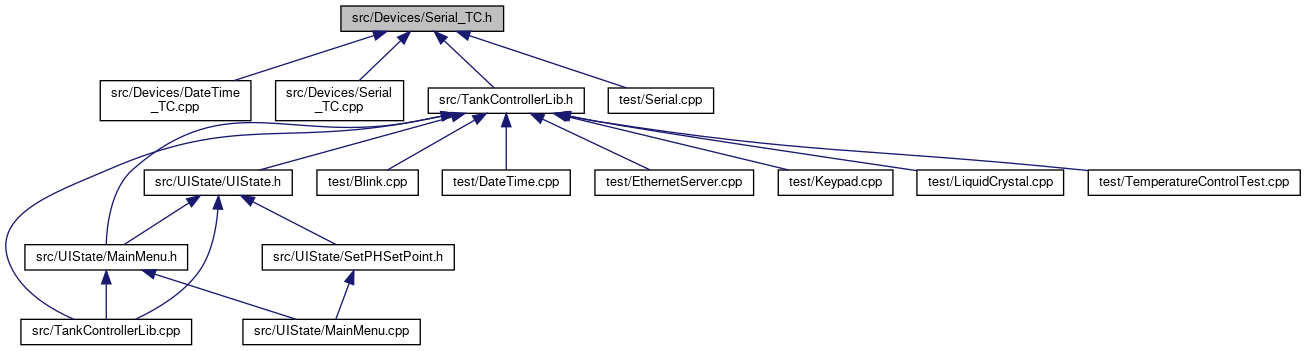 src/Devices/Serial_TC.h
src/Devices/DateTime
_TC.cpp
src/Devices/Serial
_TC.cpp
src/TankControllerLib.h
test/Serial.cpp
src/UIState/UIState.h
test/Blink.cpp
test/DateTime.cpp
test/EthernetServer.cpp
test/Keypad.cpp
test/LiquidCrystal.cpp
test/TemperatureControlTest.cpp
src/UIState/MainMenu.h
src/UIState/SetPHSetPoint.h
src/TankControllerLib.cpp
src/UIState/MainMenu.cpp